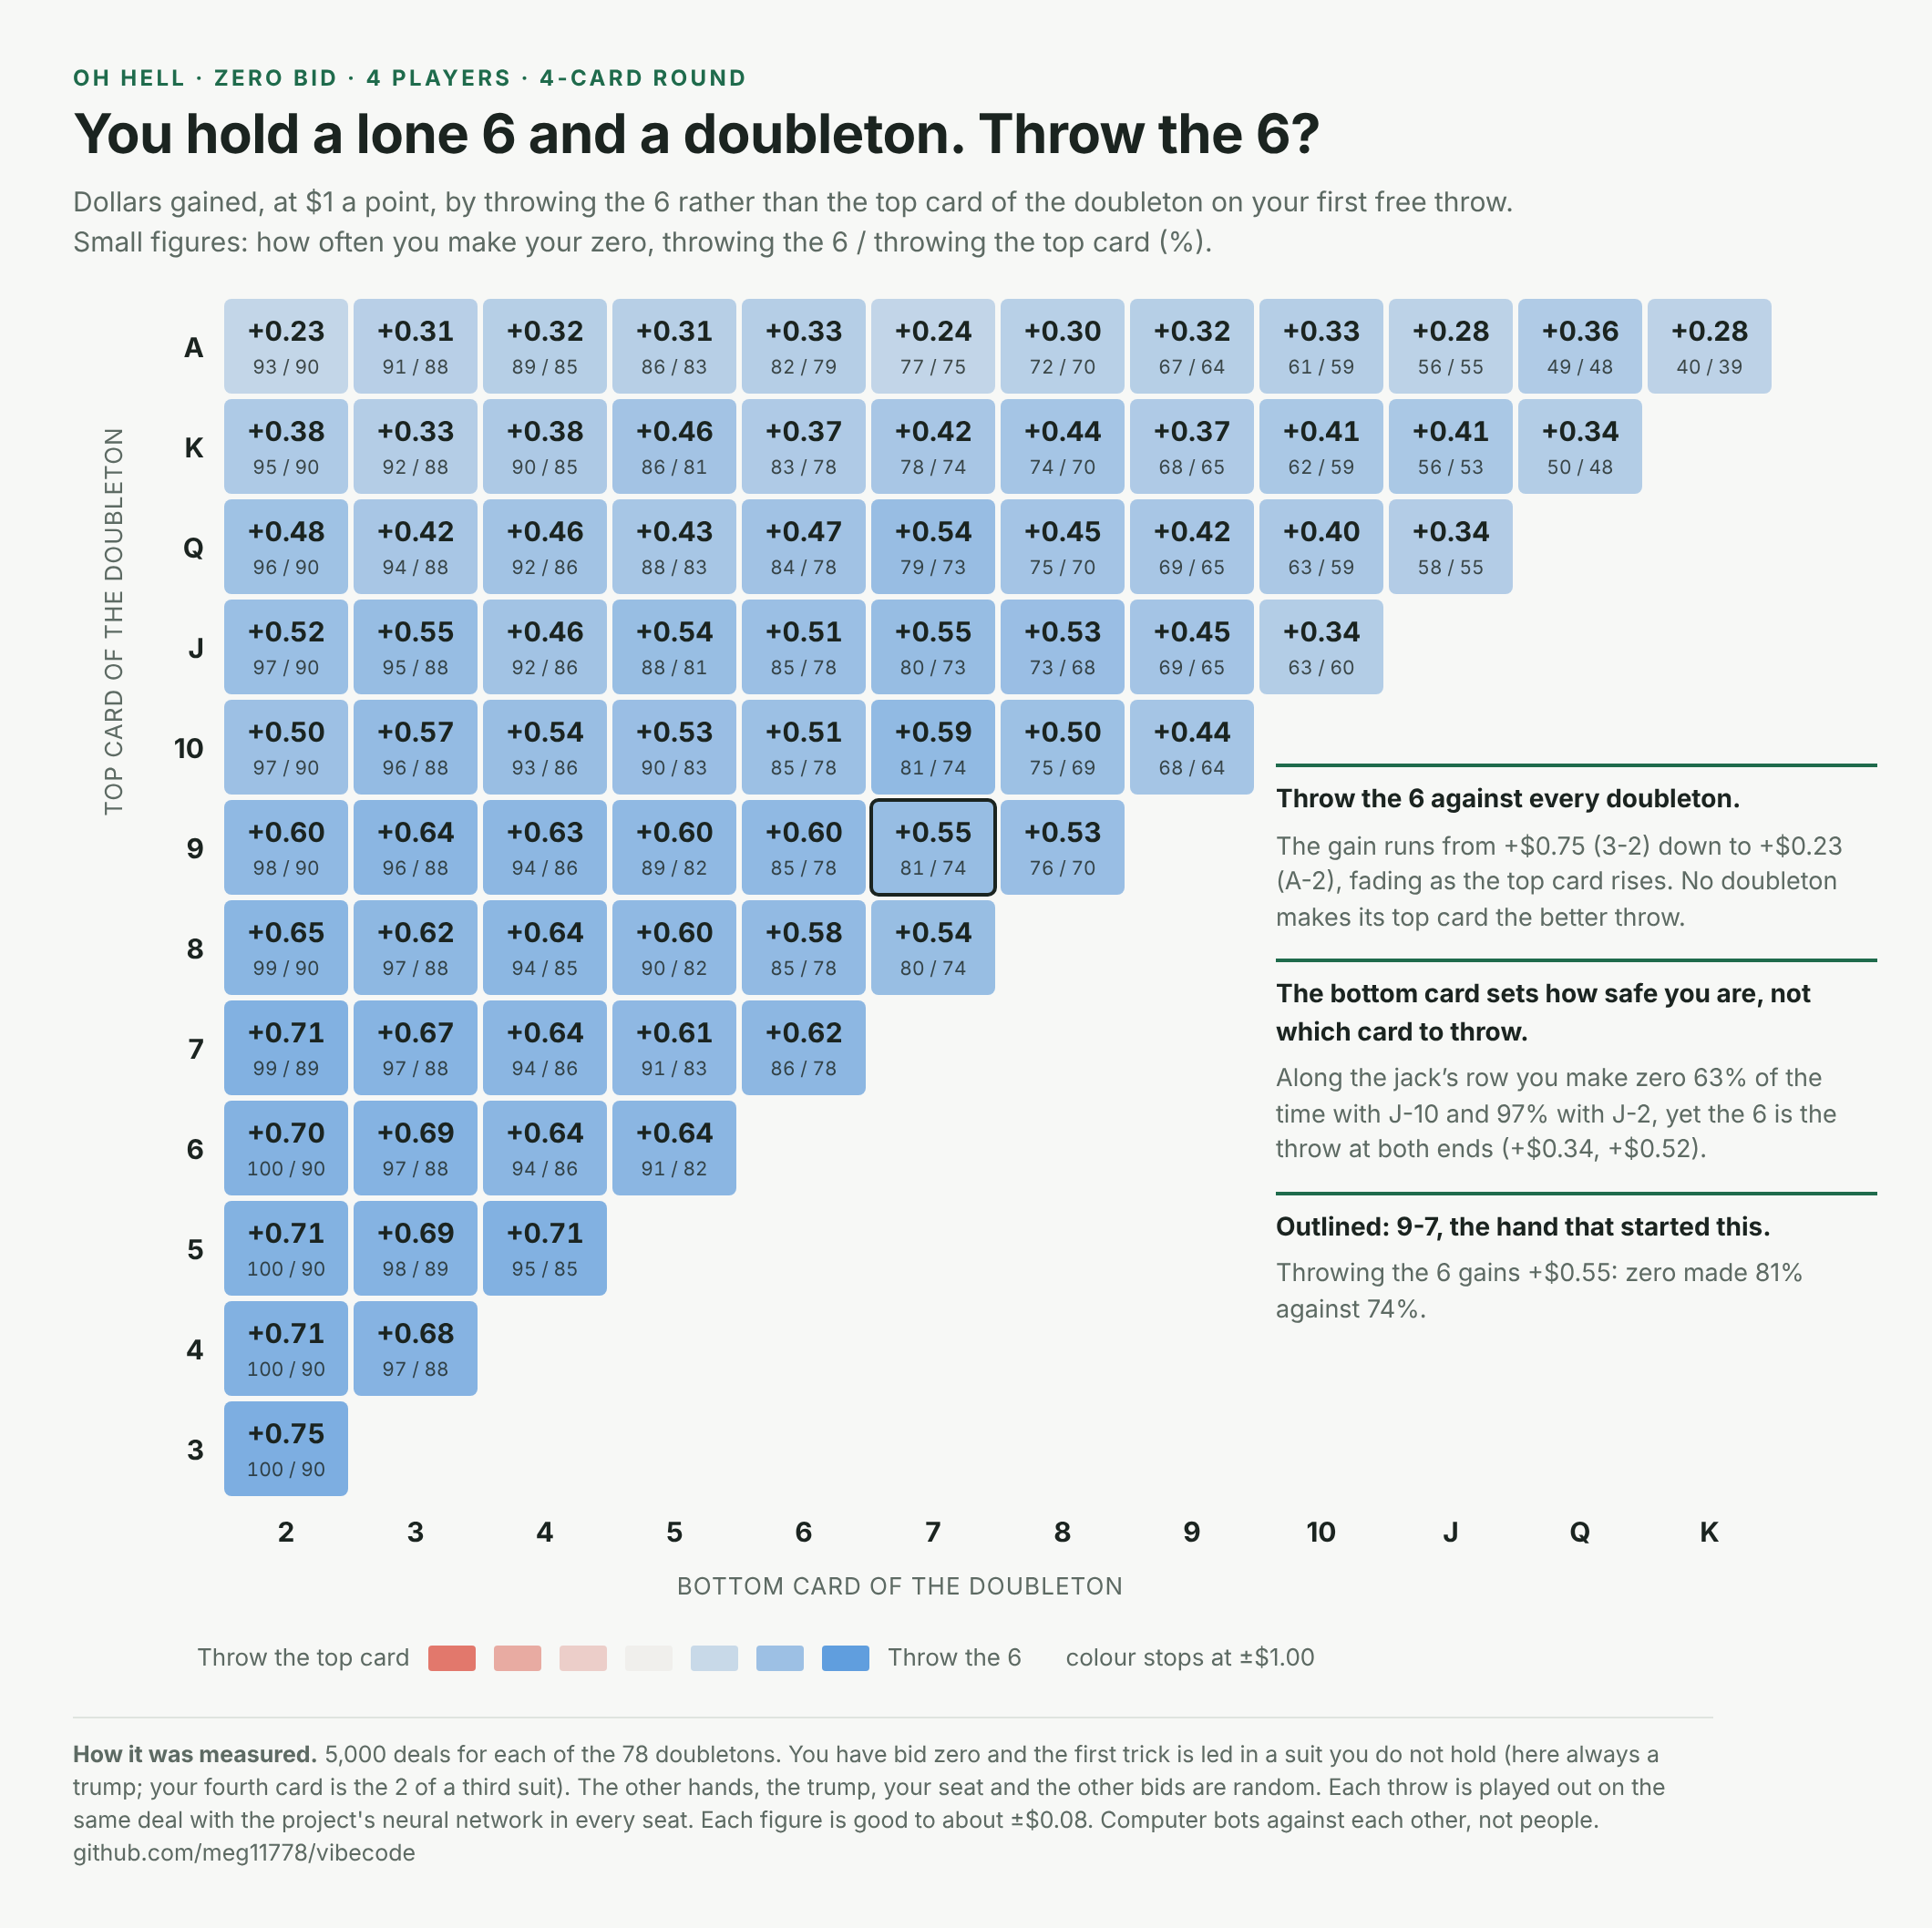 OH HELL · ZERO BID · 4 PLAYERS · 4-CARD ROUND
You hold a lone 6 and a doubleton. Throw the 6?
Dollars gained, at $1 a point, by throwing the 6 rather than the top card of the doubleton on your first free throw.
Small figures: how often you make your zero, throwing the 6 / throwing the top card (%).
TOP CARD OF THE DOUBLETON
A +0.23 +0.31 +0.32 +0.31 +0.33 +0.24 +0.30 +0.32 +0.33 +0.28 +0.36 +0.28
93 / 90 91 / 88 89 / 85 86 / 83 82 / 79 77 / 75 72 / 70 67 / 64 61 / 59 56 / 55 49 / 48 40 / 39
K +0.38 +0.33 +0.38 +0.46 +0.37 +0.42 +0.44 +0.37 +0.41 +0.41 +0.34
95 / 90 92 / 88 90 / 85 86 / 81 83 / 78 78 / 74 74 / 70 68 / 65 62 / 59 56 / 53 50 / 48
Q +0.48 +0.42 +0.46 +0.43 +0.47 +0.54 +0.45 +0.42 +0.40 +0.34
96 / 90 94 / 88 92 / 86 88 / 83 84 / 78 79 / 73 75 / 70 69 / 65 63 / 59 58 / 55
J +0.52 +0.55 +0.46 +0.54 +0.51 +0.55 +0.53 +0.45 +0.34
97 / 90 95 / 88 92 / 86 88 / 81 85 / 78 80 / 73 73 / 68 69 / 65 63 / 60
10 +0.50 +0.57 +0.54 +0.53 +0.51 +0.59 +0.50 +0.44
97 / 90 96 / 88 93 / 86 90 / 83 85 / 78 81 / 74 75 / 69 68 / 64
9 +0.60 +0.64 +0.63 +0.60 +0.60 +0.55 +0.53
98 / 90 96 / 88 94 / 86 89 / 82 85 / 78 81 / 74 76 / 70
8 +0.65 +0.62 +0.64 +0.60 +0.58 +0.54
99 / 90 97 / 88 94 / 85 90 / 82 85 / 78 80 / 74
7 +0.71 +0.67 +0.64 +0.61 +0.62
99 / 89 97 / 88 94 / 86 91 / 83 86 / 78
6 +0.70 +0.69 +0.64 +0.64
100 / 90 97 / 88 94 / 86 91 / 82
5 +0.71 +0.69 +0.71
100 / 90 98 / 89 95 / 85
4 +0.71 +0.68
100 / 90 97 / 88
3 +0.75
100 / 90
2 3 4 5 6 7 8 9 10 J Q K
BOTTOM CARD OF THE DOUBLETON
Throw the 6 against every doubleton.
The gain runs from +$0.75 (3-2) down to +$0.23
(A-2), fading as the top card rises. No doubleton
makes its top card the better throw.
The bottom card sets how safe you are, not
which card to throw.
Along the jack’s row you make zero 63% of the
time with J-10 and 97% with J-2, yet the 6 is the
throw at both ends (+$0.34, +$0.52).
Outlined: 9-7, the hand that started this.
Throwing the 6 gains +$0.55: zero made 81%
against 74%.
Throw the top card Throw the 6 colour stops at ±$1.00
How it was measured. 5,000 deals for each of the 78 doubletons. You have bid zero and the first trick is led in a suit you do not hold (here always a
trump; your fourth card is the 2 of a third suit). The other hands, the trump, your seat and the other bids are random. Each throw is played out on the
same deal with the project's neural network in every seat. Each figure is good to about ±$0.08. Computer bots against each other, not people.
github.com/meg11778/vibecode